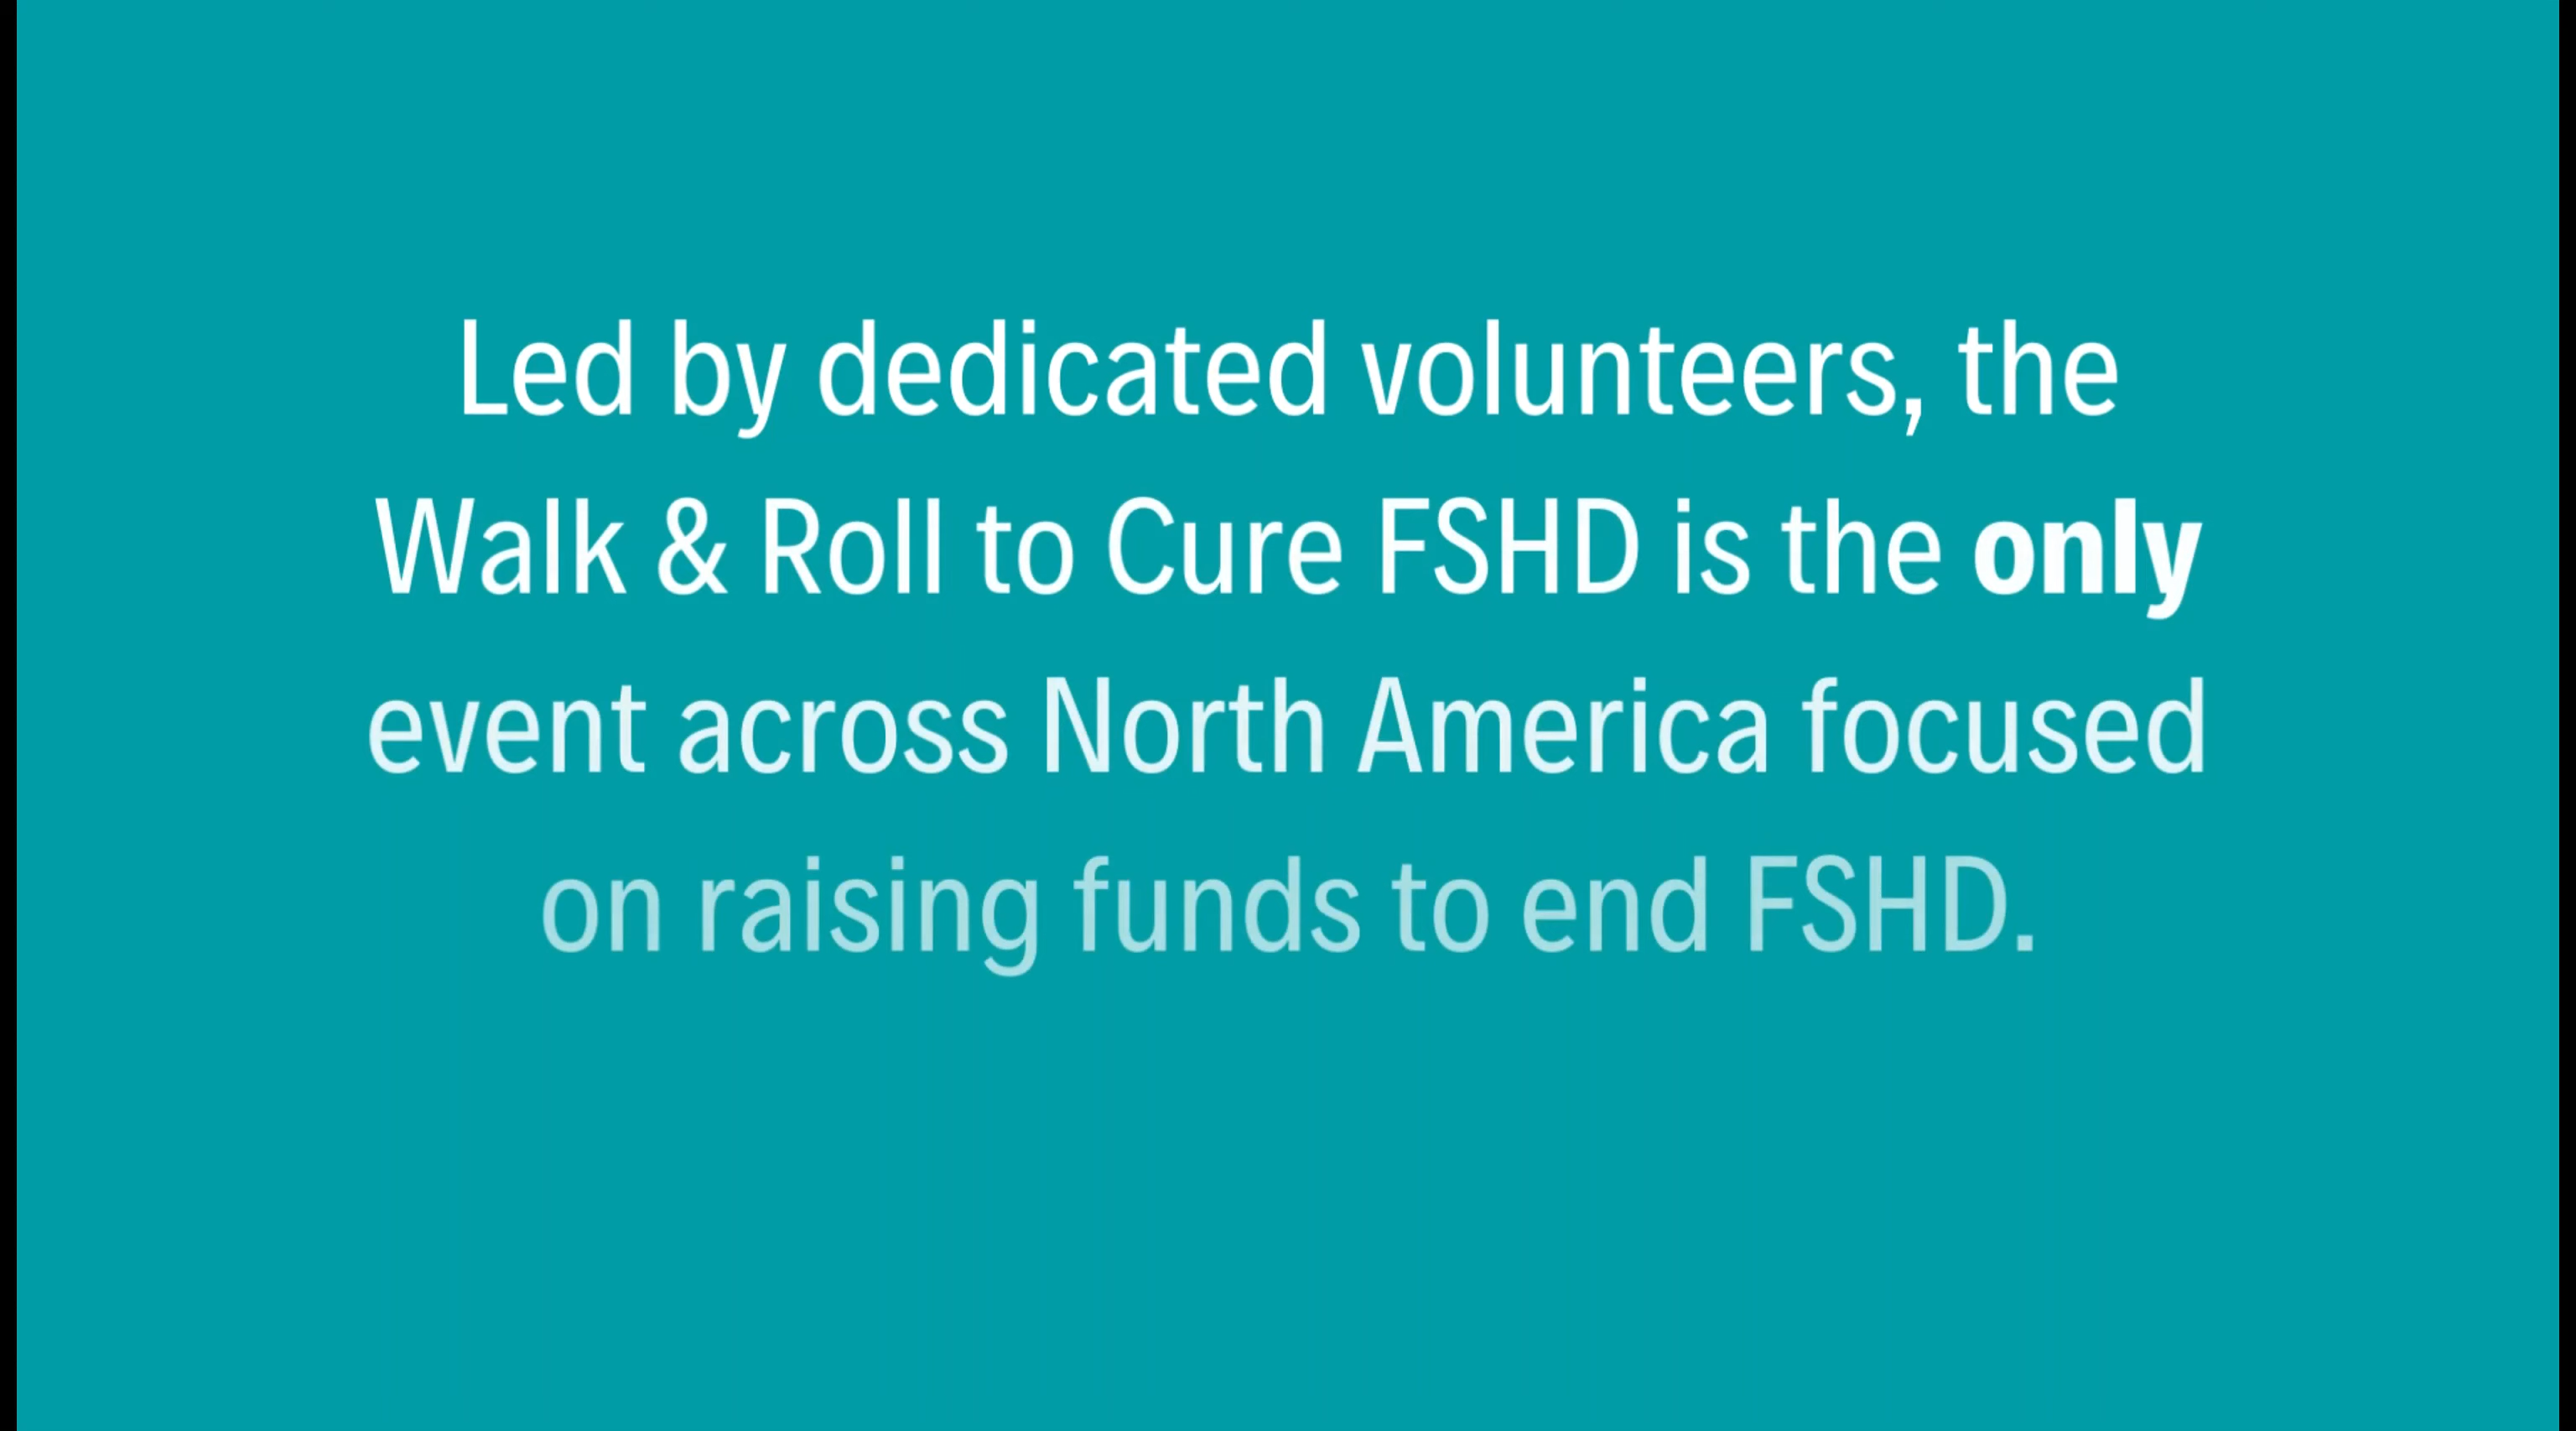 Led by dedicated volunteers, the
Walk & Roll to Cure FSHD is the only
event across North America focused
on raising funds to end FSHD.